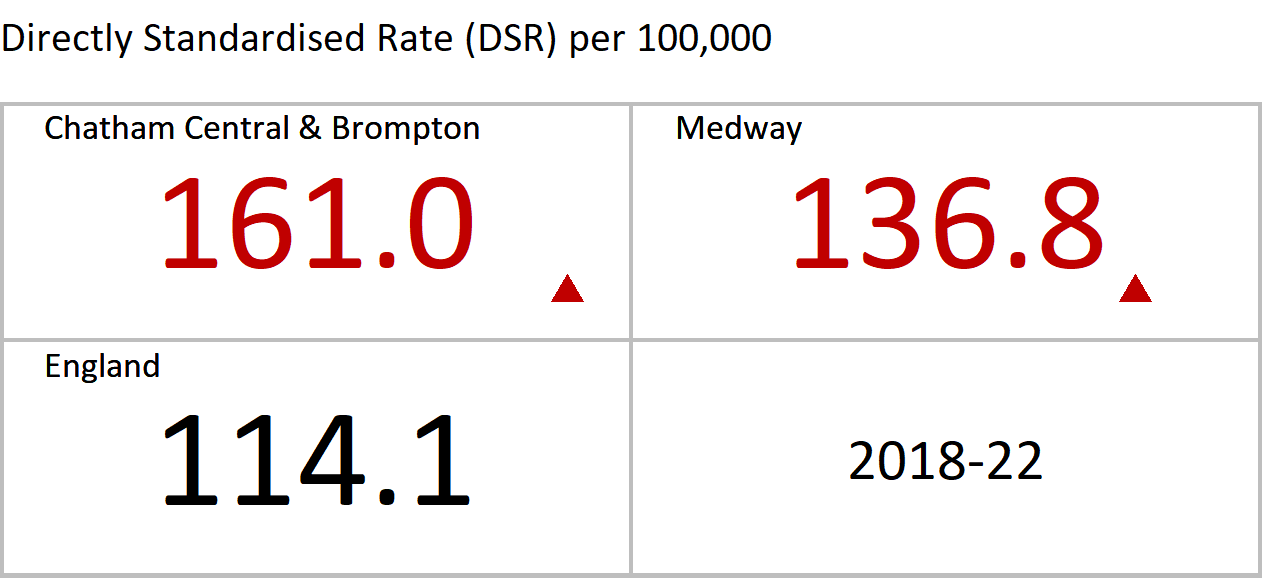 Directly Standardised Rate (DSR) per 100,000
Chatham Central & Brompton
161.0
Medway
136.8
England
114.1
2018-22